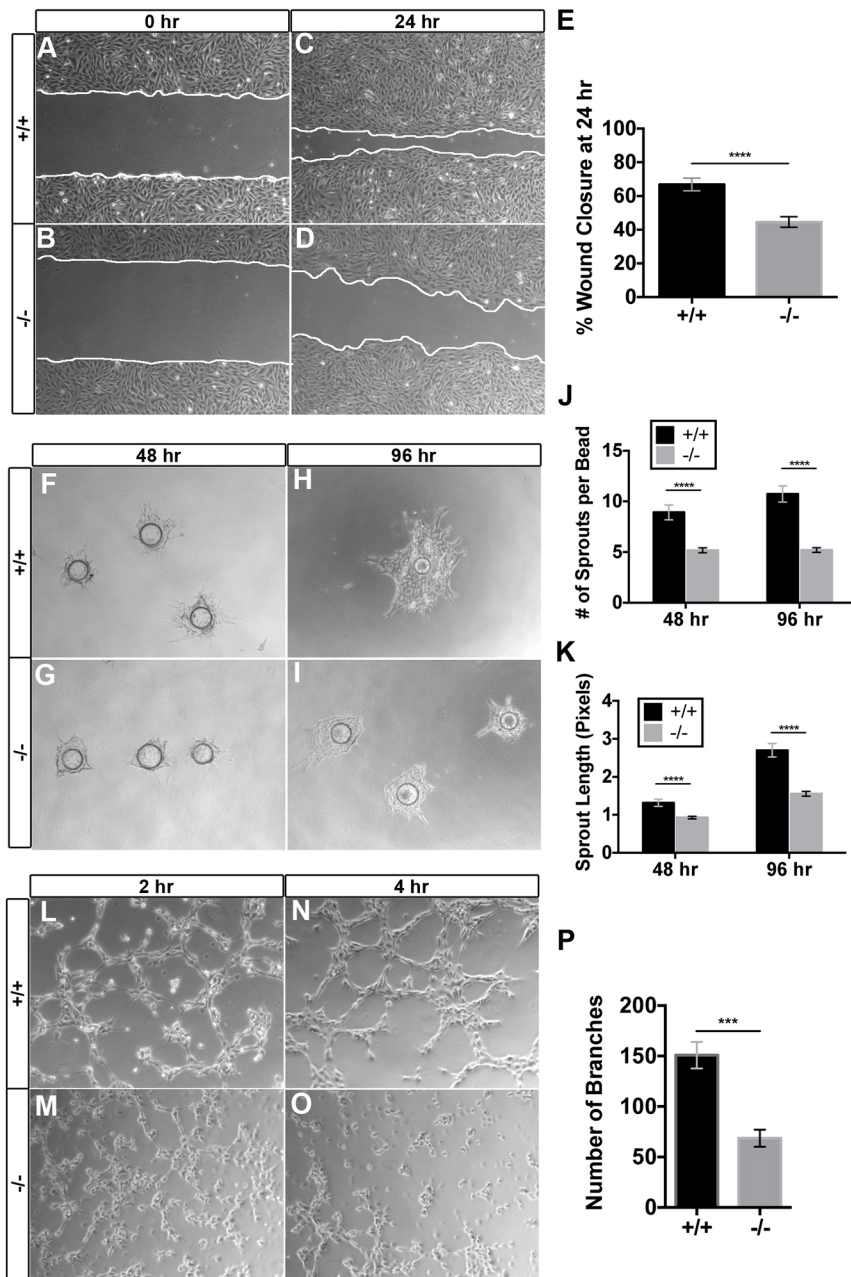 0 hr
24 hr
+/+
-/-
A
C
B
D
E
% Wound Closure at 24 hr
100
80
60
40
20
0
****
+/+
-/-
48 hr
96 hr
+/+
-/-
F
H
G
I
J
# of Sprouts per Bead
15
10
5
0
+/+
-/-
****
****
48 hr
96 hr
K
Sprout Length (Pixels)
4
3
2
1
0
+/+
-/-
****
****
48 hr
96 hr
2 hr
4 hr
+/+
-/-
L
N
M
O
P
Number of Branches
200
150
100
50
0
***
+/+
-/-